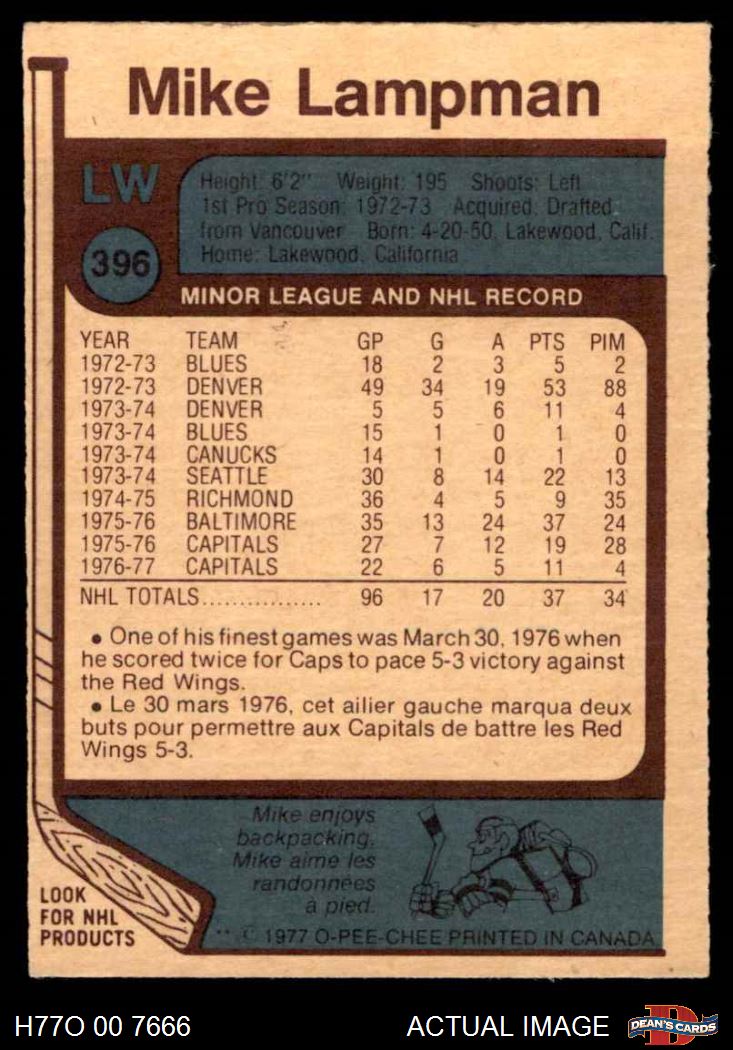 Mike Lampman
LW
396
Height: 6'2" Weight: 195 Shoots: Left
1st Pro Season: 1972-73 Acquired: Drafted
from Vancouver Born: 4-20-50, Lakewood, Calif.
Home: Lakewood, California
MINOR LEAGUE AND NHL RECORD
YEAR TEAM GP G A PTS PIM
1972-73 BLUES 18 2 3 5 2
1972-73 DENVER 49 34 19 53 88
1973-74 DENVER 5 5 6 11 4
1973-74 BLUES 15 1 0 1 0
1973-74 CANUCKS 14 1 0 1 0
1973-74 SEATTLE 30 8 14 22 13
1974-75 RICHMOND 36 4 5 9 35
1975-76 BALTIMORE 35 13 24 37 24
1975-76 CAPITALS 27 7 12 19 28
1976-77 CAPITALS 22 6 5 11 4
NHL TOTALS................ 96 17 20 37 34
• One of his finest games was March 30, 1976 when
he scored twice for Caps to pace 5-3 victory against
the Red Wings.
• Le 30 mars 1976, cet ailier gauche marqua deux
buts pour permettre aux Capitals de battre les Red
Wings 5-3.
Mike enjoys
backpacking.
Mike aime les
randonnées
à pied.
LOOK
FOR NHL
PRODUCTS
** © 1977 O-PEE-CHEE PRINTED IN CANADA
H77O 00 7666
ACTUAL IMAGE
DEAN'S CARDS